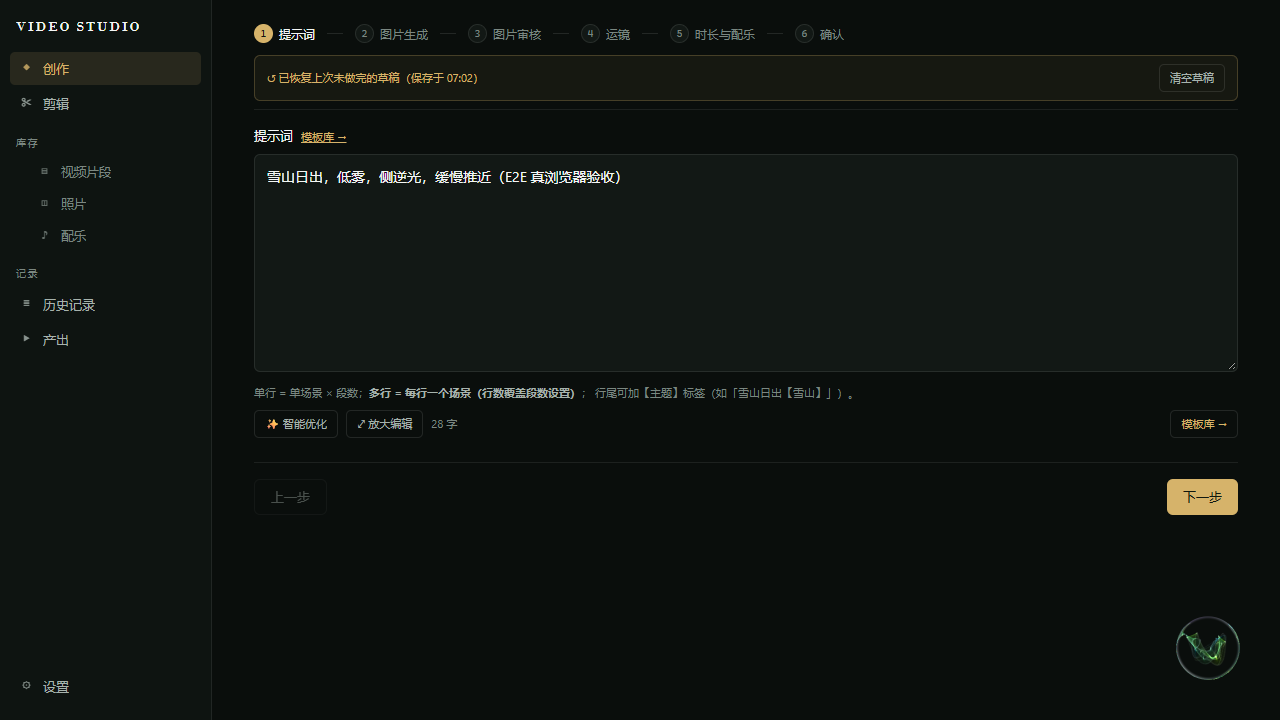 VIDEO STUDIO
创作
剪辑
库存
视频片段
照片
配乐
记录
历史记录
产出
设置
1 提示词 2 图片生成 3 图片审核 4 运镜 5 时长与配乐 6 确认
↺ 已恢复上次未做完的草稿（保存于 07:02）
清空草稿
提示词 模板库 →
雪山日出，低雾，侧逆光，缓慢推近（E2E 真浏览器验收）
单行 = 单场景 × 段数；多行 = 每行一个场景（行数覆盖段数设置）； 行尾可加【主题】标签（如「雪山日出【雪山】」）。
✨ 智能优化 ⤢ 放大编辑 28 字 模板库 →
上一步 下一步